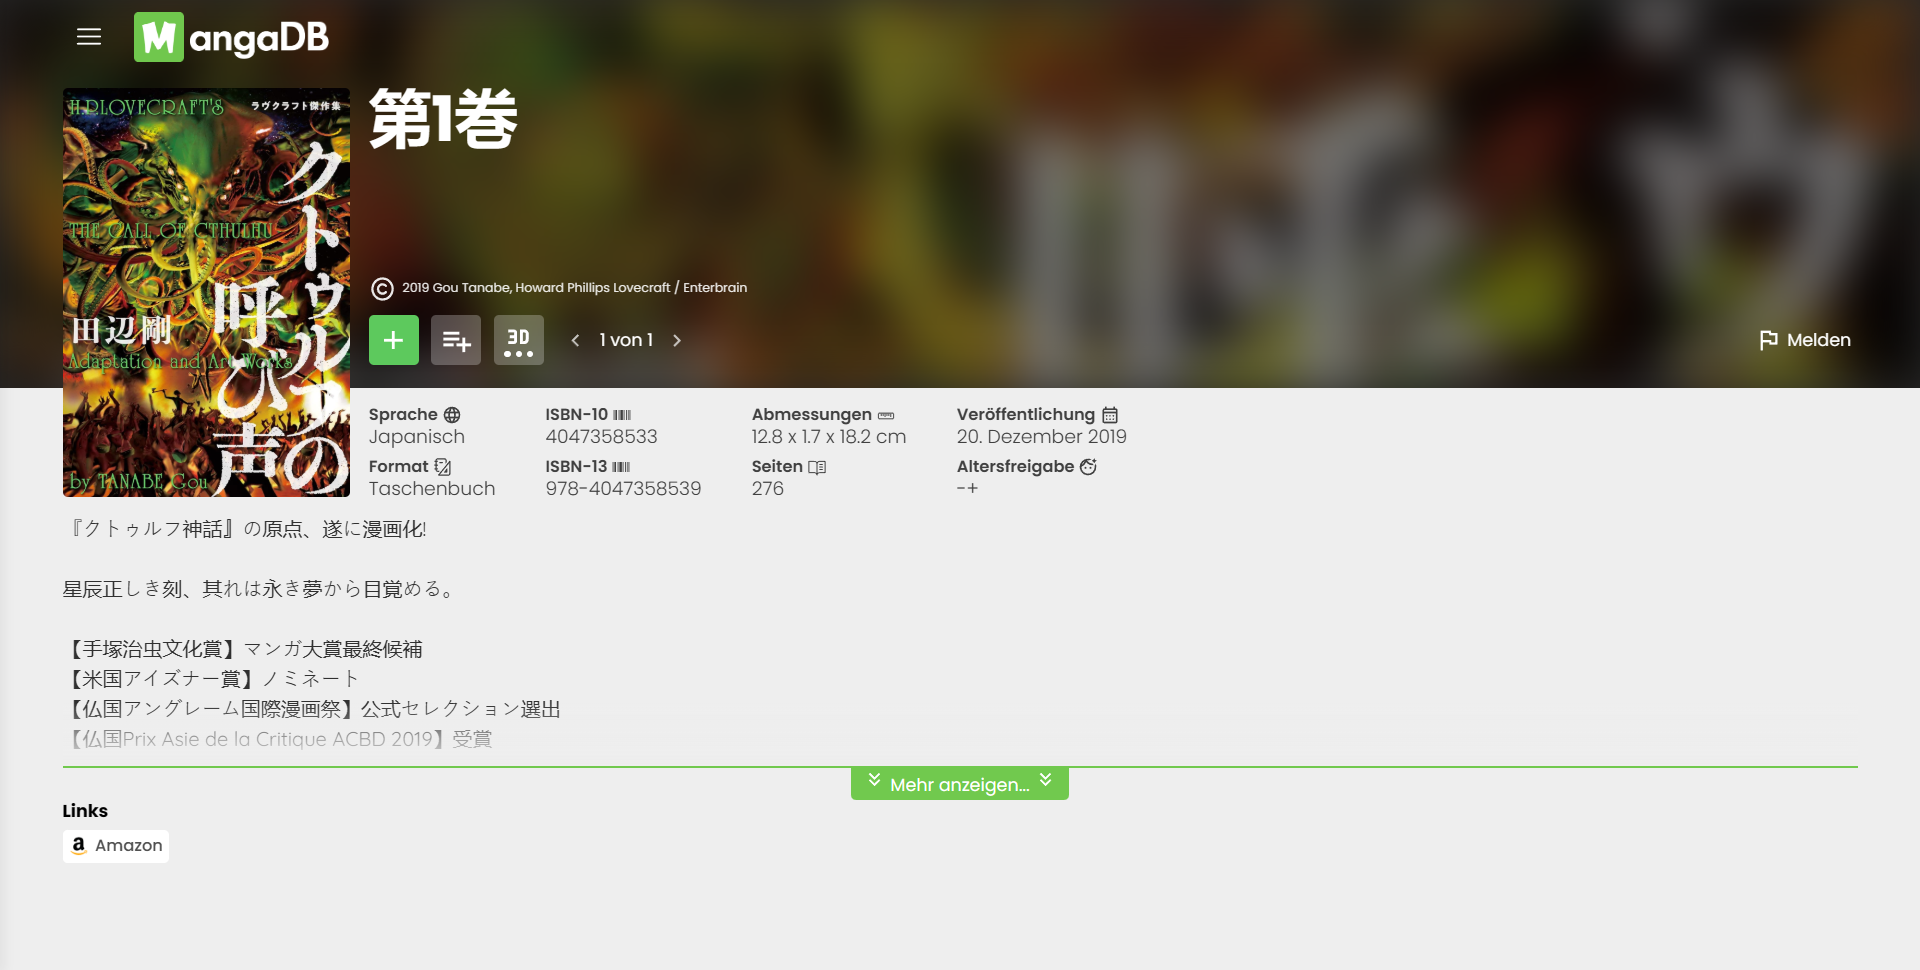 MangaDB
H.P.LOVECRAFT'S
ラヴクラフト傑作集
クトゥルフの
呼び声
THE CALL OF CTHULHU
田辺剛
Adaptation and Art Works
by TANABE Gou
第1巻
© 2019 Gou Tanabe, Howard Phillips Lovecraft / Enterbrain
3D
1 von 1
Melden
Sprache
Japanisch
Format
Taschenbuch
ISBN-10
4047358533
ISBN-13
978-4047358539
Abmessungen
12.8 x 1.7 x 18.2 cm
Seiten
276
Veröffentlichung
20. Dezember 2019
Altersfreigabe
-+
『クトゥルフ神話』の原点、遂に漫画化!
星辰正しき刻、其れは永き夢から目覚める。
【手塚治虫文化賞】マンガ大賞最終候補
【米国アイズナー賞】ノミネート
【仏国アングレーム国際漫画祭】公式セレクション選出
【仏国Prix Asie de la Critique ACBD 2019】受賞
Mehr anzeigen...
Links
Amazon